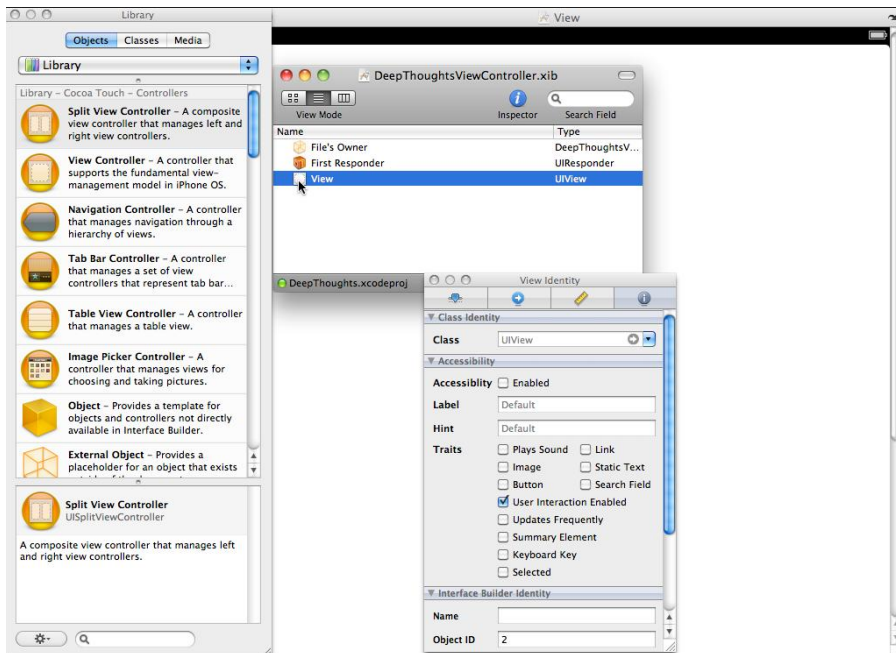 Library
View
Objects
Classes
Media
Library
Library – Cocoa Touch – Controllers
Split View Controller – A composite
view controller that manages left and
right view controllers.
View Controller – A controller that
supports the fundamental view-
management model in iPhone OS.
Navigation Controller – A controller
that manages navigation through a
hierarchy of views.
Tab Bar Controller – A controller
that manages a set of view
controllers that represent tab bar...
Table View Controller – A controller
that manages a table view.
Image Picker Controller – A
controller that manages views for
choosing and taking pictures.
Object – Provides a template for
objects and controllers not directly
available in Interface Builder.
External Object – Provides a
placeholder for an object that exists
Split View Controller
UISplitViewController
A composite view controller that manages left
and right view controllers.
DeepThoughtsViewController.xib
View Mode
Inspector
Search Field
Name
Type
File's Owner
DeepThoughtsV...
First Responder
UIResponder
View
UIView
DeepThoughts.xcodeproj
View Identity
Class Identity
Class
UIView
Accessibility
Accessiblity
Enabled
Label
Default
Hint
Default
Traits
Plays Sound
Link
Image
Static Text
Button
Search Field
User Interaction Enabled
Updates Frequently
Summary Element
Keyboard Key
Selected
Interface Builder Identity
Name
Object ID
2